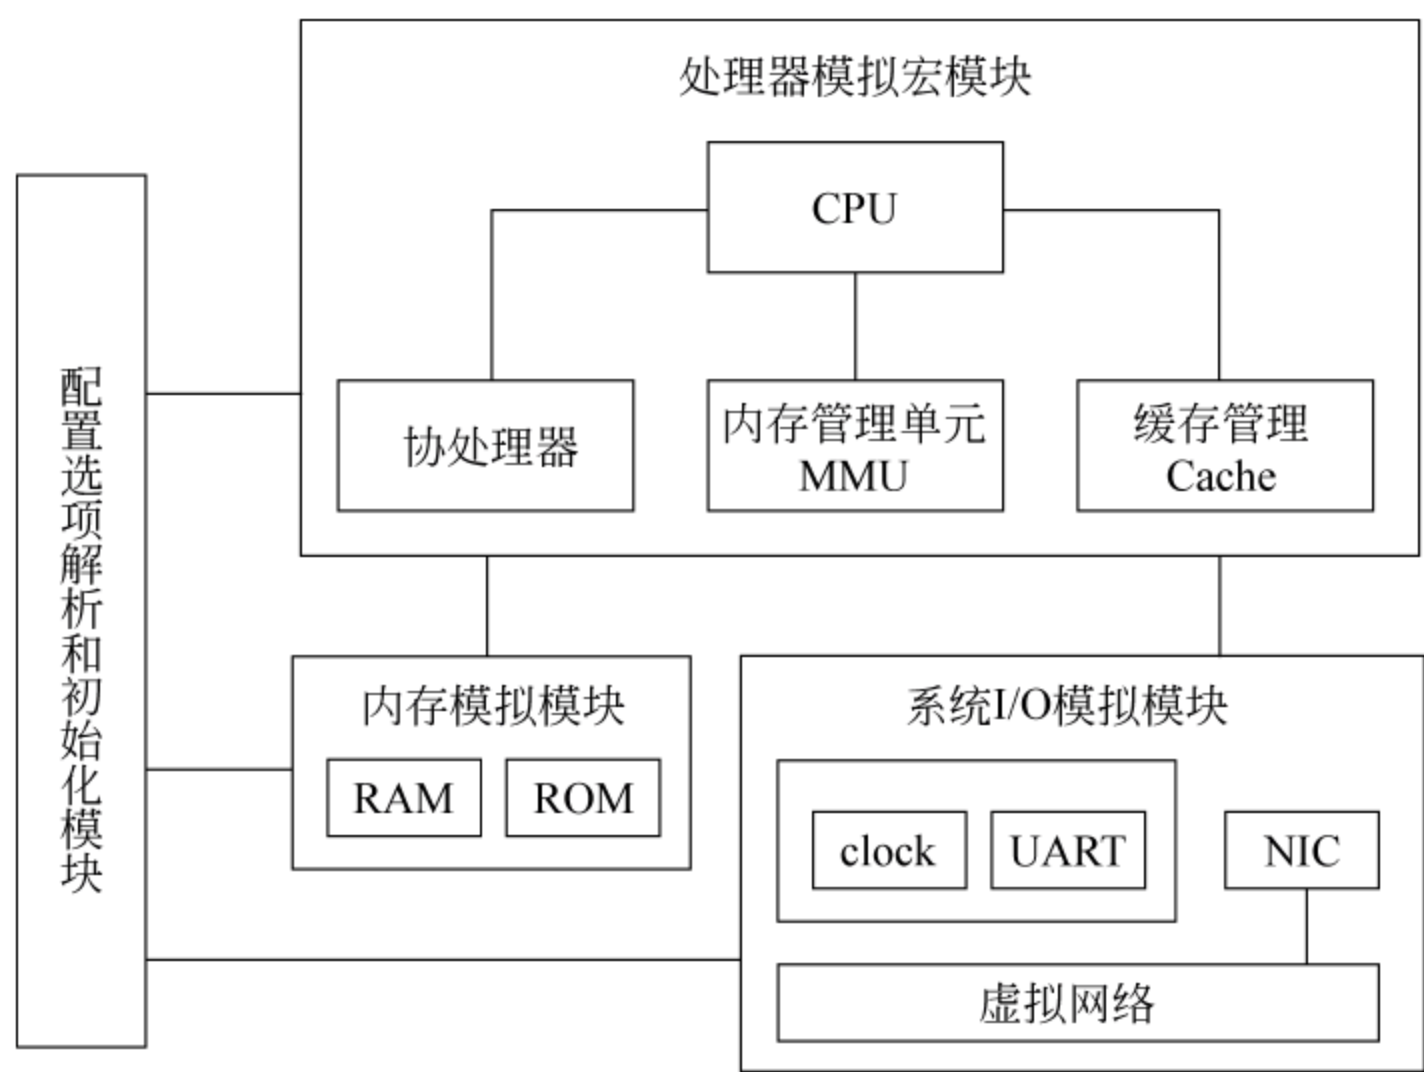 处理器模拟宏模块
CPU
协处理器
内存管理单元
MMU
缓存管理
Cache
配置选项解析和初始化模块
内存模拟模块
RAM
ROM
系统I/O模拟模块
clock
UART
NIC
虚拟网络